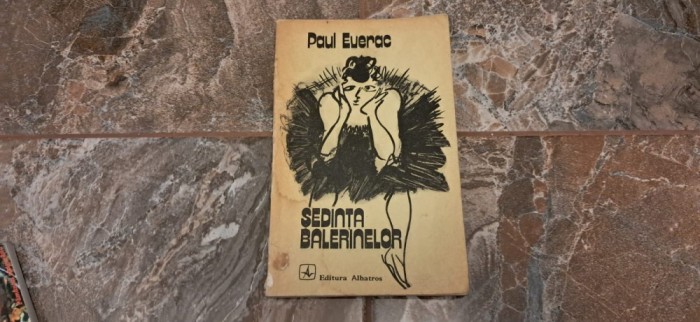 Paul Everac
SEDINTA
BALERINELOR
Editura Albatros